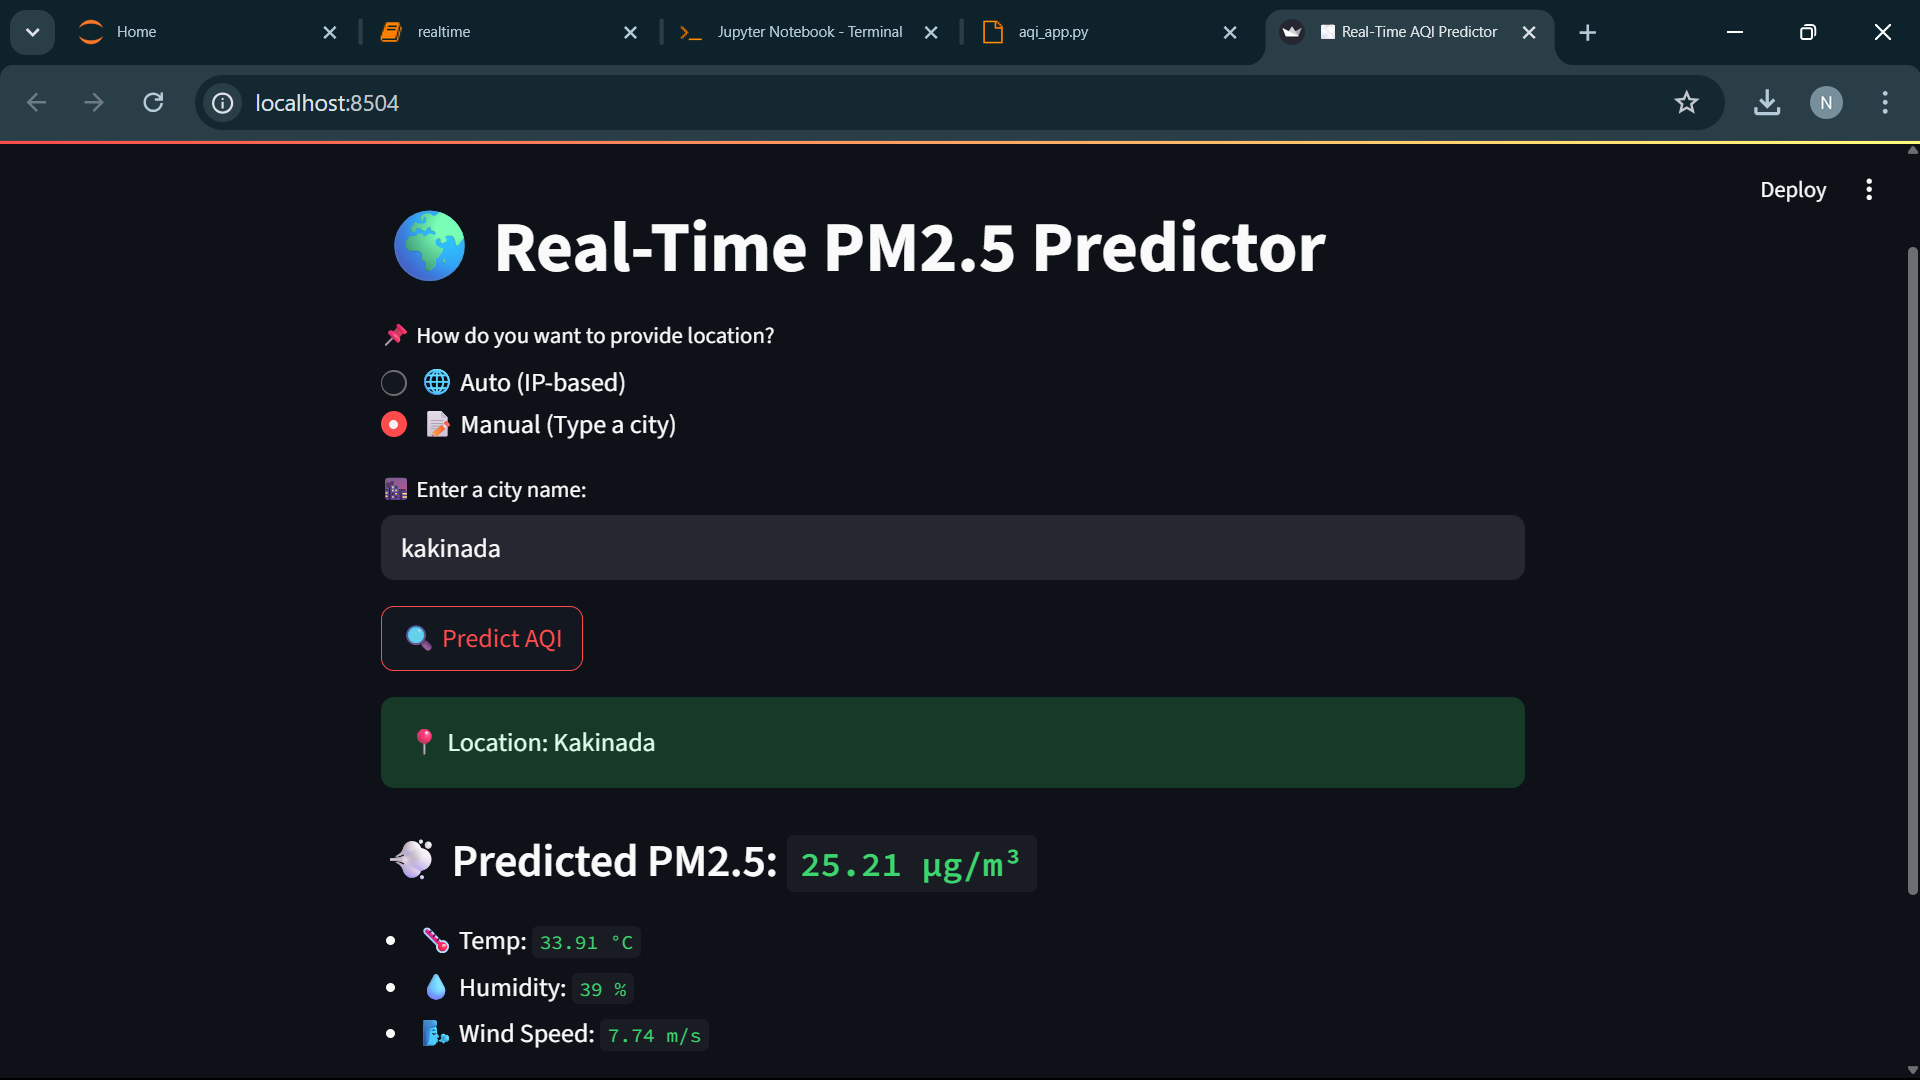 Home
realtime
Jupyter Notebook - Terminal
aqi_app.py
Real-Time AQI Predictor
localhost:8504
N
Deploy
Real-Time PM2.5 Predictor
How do you want to provide location?
Auto (IP-based)
Manual (Type a city)
Enter a city name:
kakinada
Predict AQI
Location: Kakinada
Predicted PM2.5: 25.21 µg/m³
Temp: 33.91 °C
Humidity: 39 %
Wind Speed: 7.74 m/s